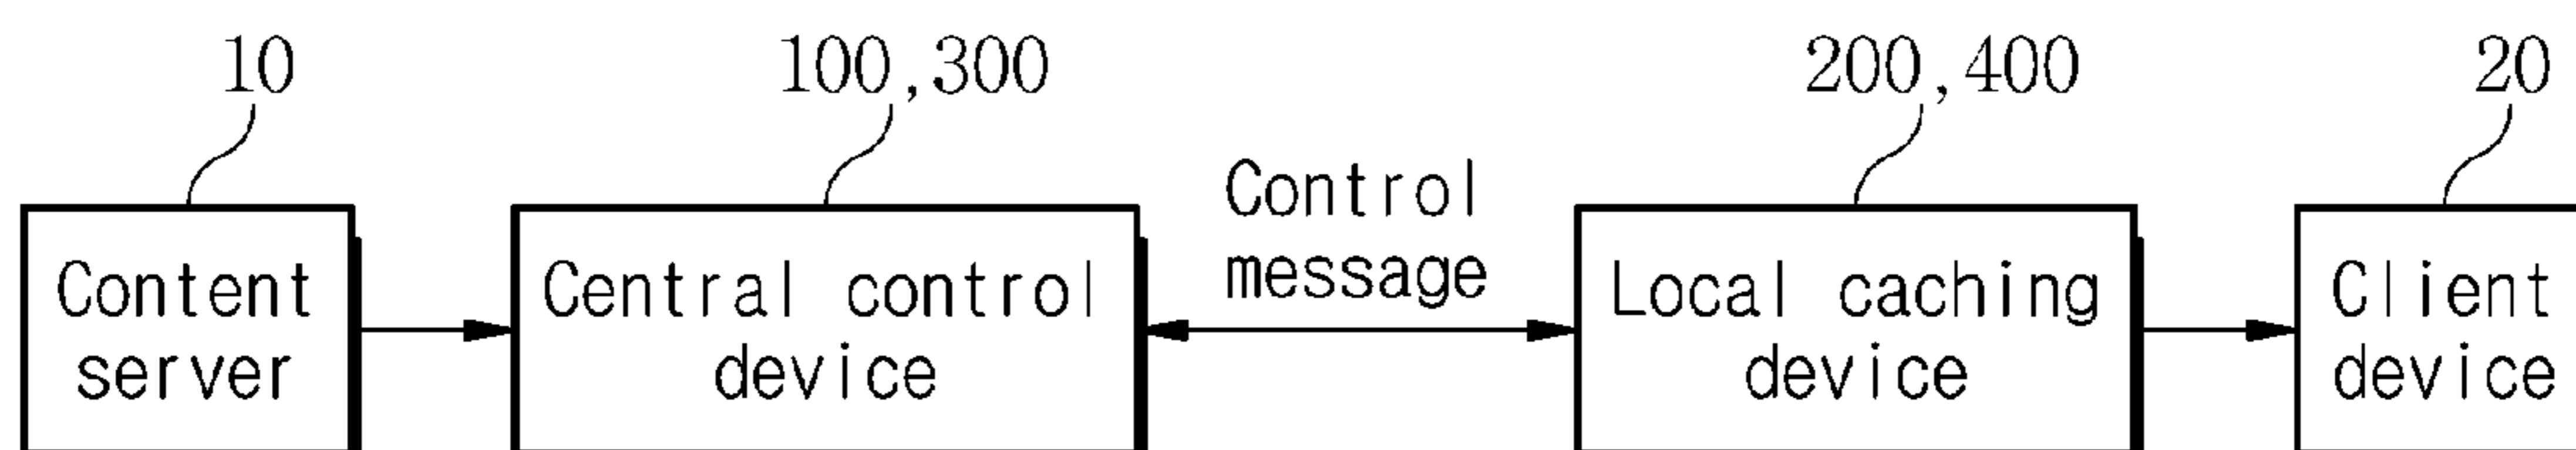 10
100,300
200,400
20
Control
message
Content
server
Central control
device
Local caching
device
Client
device